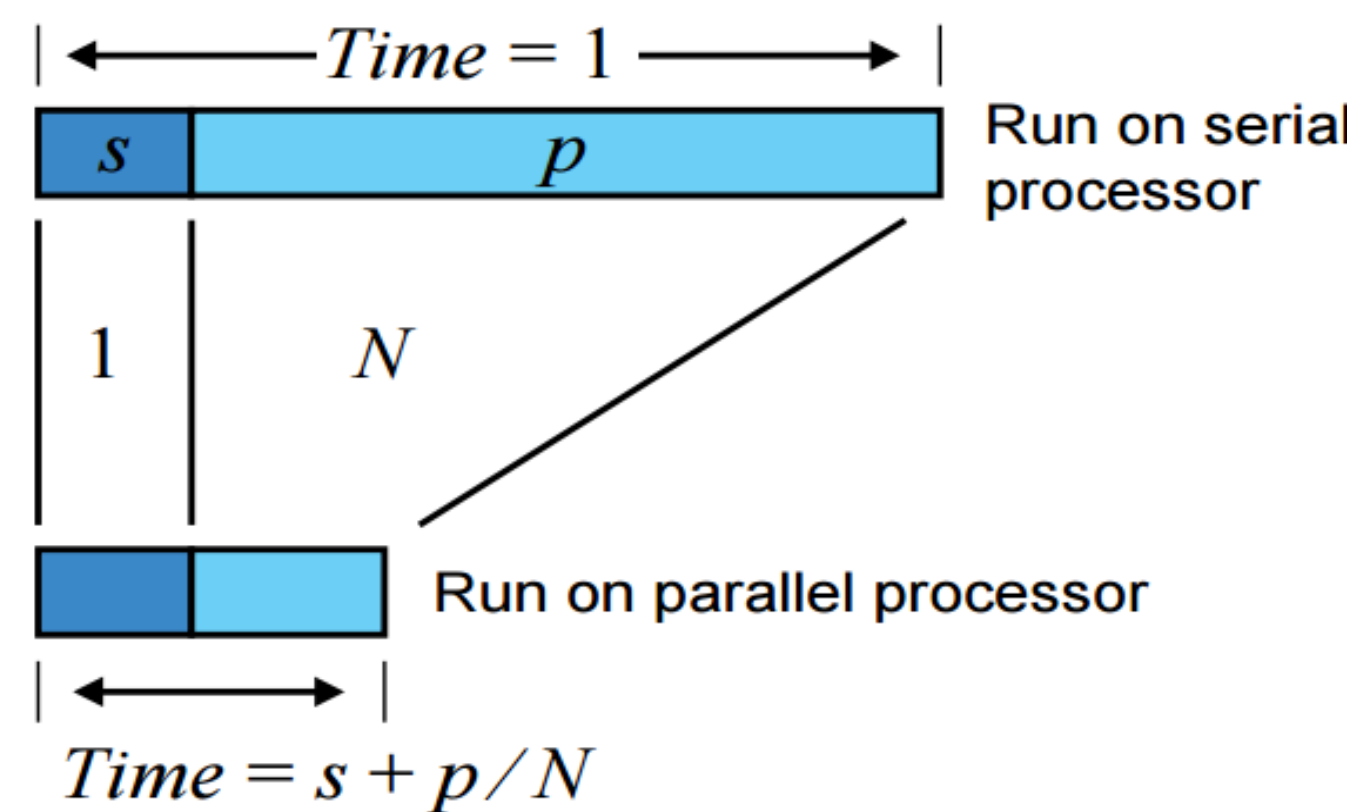 Time = 1
s
p
Run on serial
processor
1
N
Run on parallel processor
Time = s + p / N